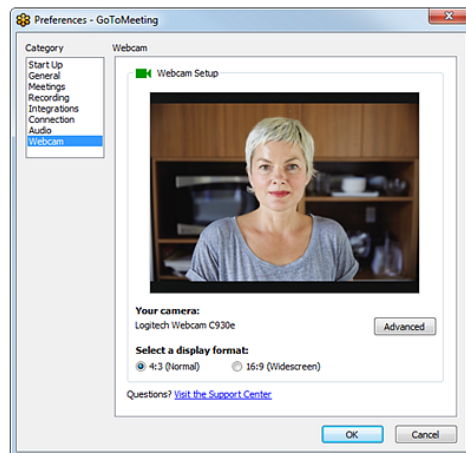 Preferences - GoToMeeting
Category
Start Up
General
Meetings
Recording
Integrations
Connection
Audio
Webcam
Webcam
Webcam Setup
Your camera:
Logitech Webcam C930e
Advanced
Select a display format:
4:3 (Normal) 16:9 (Widescreen)
Questions? Visit the Support Center
OK Cancel